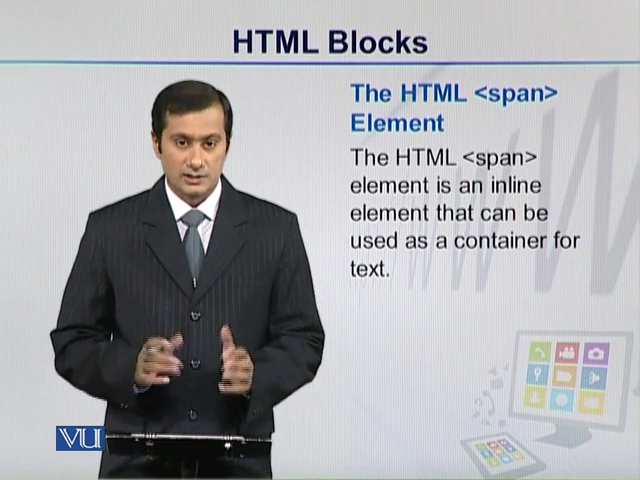 HTML Blocks
The HTML <span>
Element
The HTML <span>
element is an inline
element that can be
used as a container for
text.
VU